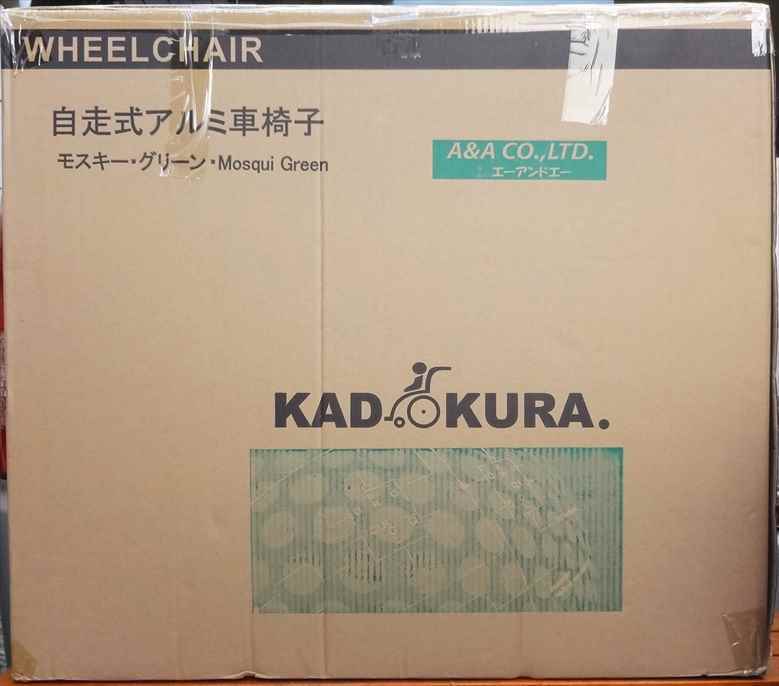 WHEELCHAIR
自走式アルミ車椅子
モスキー・グリーン・Mosqui Green
A&A CO.,LTD.
エーアンドエー
KADOKURA.